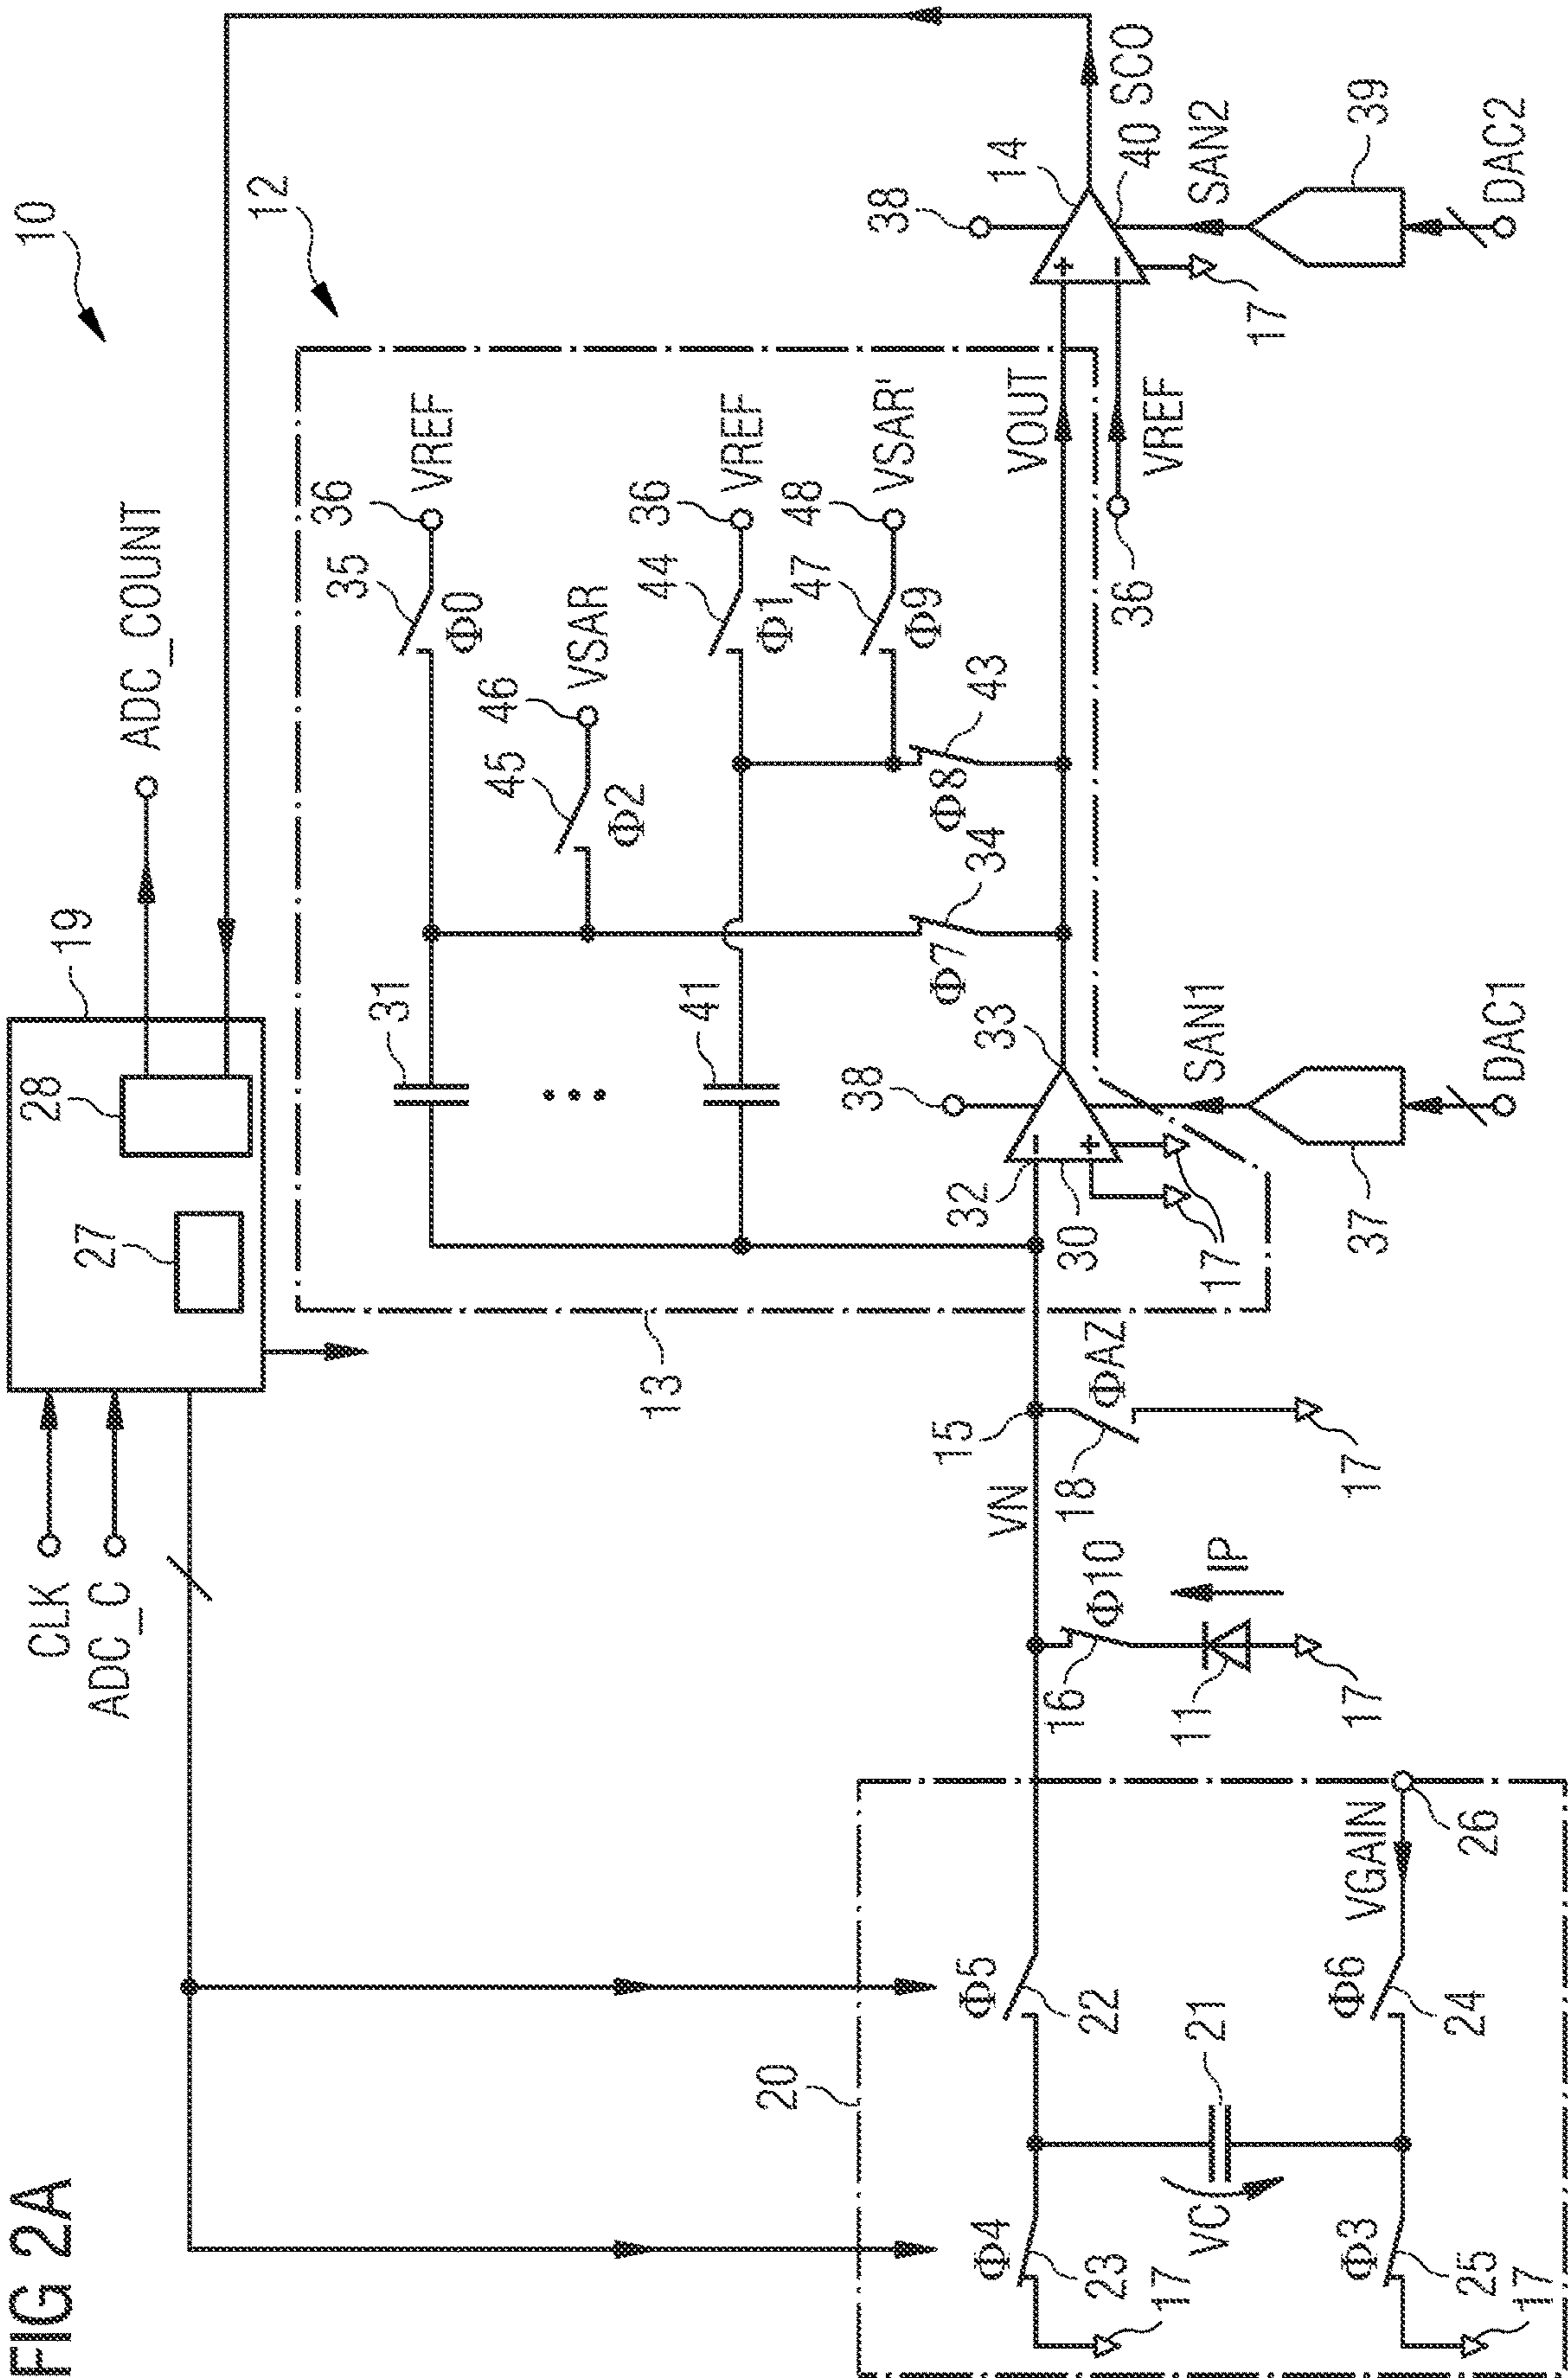 FIG 2A
10
CLK
ADC_C
27
28
19
ADC_COUNT
12
13
31
35
36
Φ0
VREF
45
46
Φ2
VSAR
41
44
36
Φ1
VREF
47
48
Φ9
VSAR'
Φ7
34
Φ8
43
38
32
30
33
17
VOUT
36
VREF
38
14
40
SCO
17
SAN1
37
DAC1
SAN2
39
DAC2
20
Φ4
23
17
Φ5
22
VC
21
Φ3
25
17
Φ6
24
VGAIN
26
VN
15
16
Φ10
11
IP
17
18
ΦAZ
17